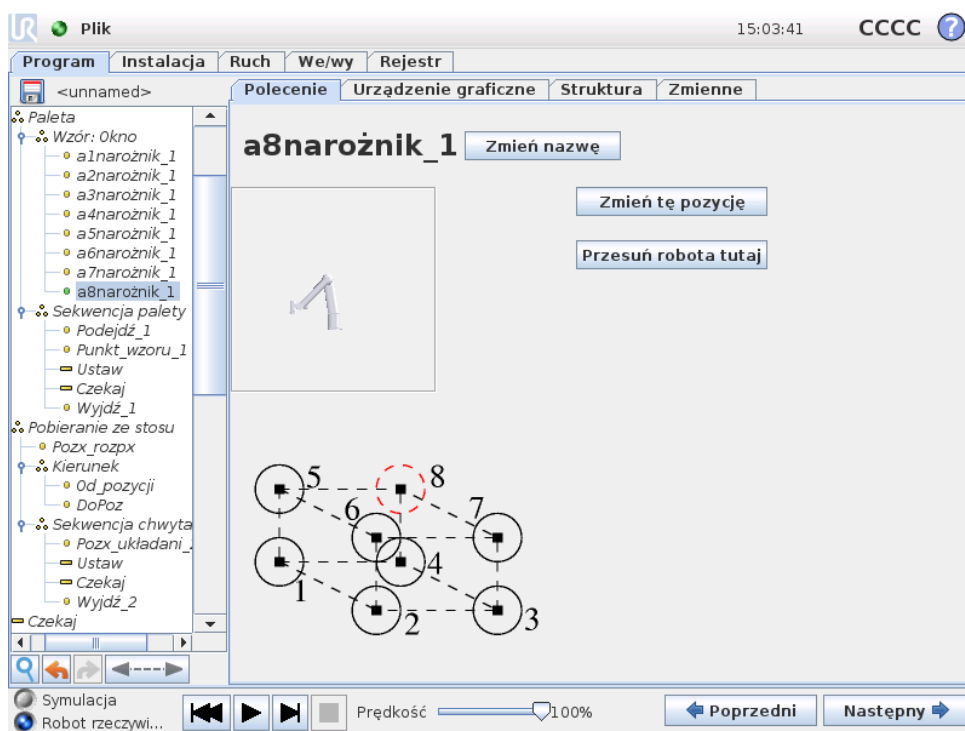 UR Plik 15:03:41 CCCC ?
Program Instalacja Ruch We/wy Rejestr
<unnamed>
Polecenie Urządzenie graficzne Struktura Zmienne
Paleta
Wzór: Okno
a1narożnik_1
a2narożnik_1
a3narożnik_1
a4narożnik_1
a5narożnik_1
a6narożnik_1
a7narożnik_1
a8narożnik_1
Sekwencja palety
Podejdź_1
Punkt_wzoru_1
Ustaw
Czekaj
Wyjdź_1
Pobieranie ze stosu
Pozx_rozpx
Kierunek
Od_pozycji
DoPoz
Sekwencja chwyta
Pozx_układani_
Ustaw
Czekaj
Wyjdź_2
Czekaj
a8narożnik_1 Zmień nazwę
Zmień tę pozycję
Przesuń robota tutaj
5 8
6 7
1 4
2 3
Symulacja
Robot rzeczywi...
Prędkość 100%
Poprzedni Następny